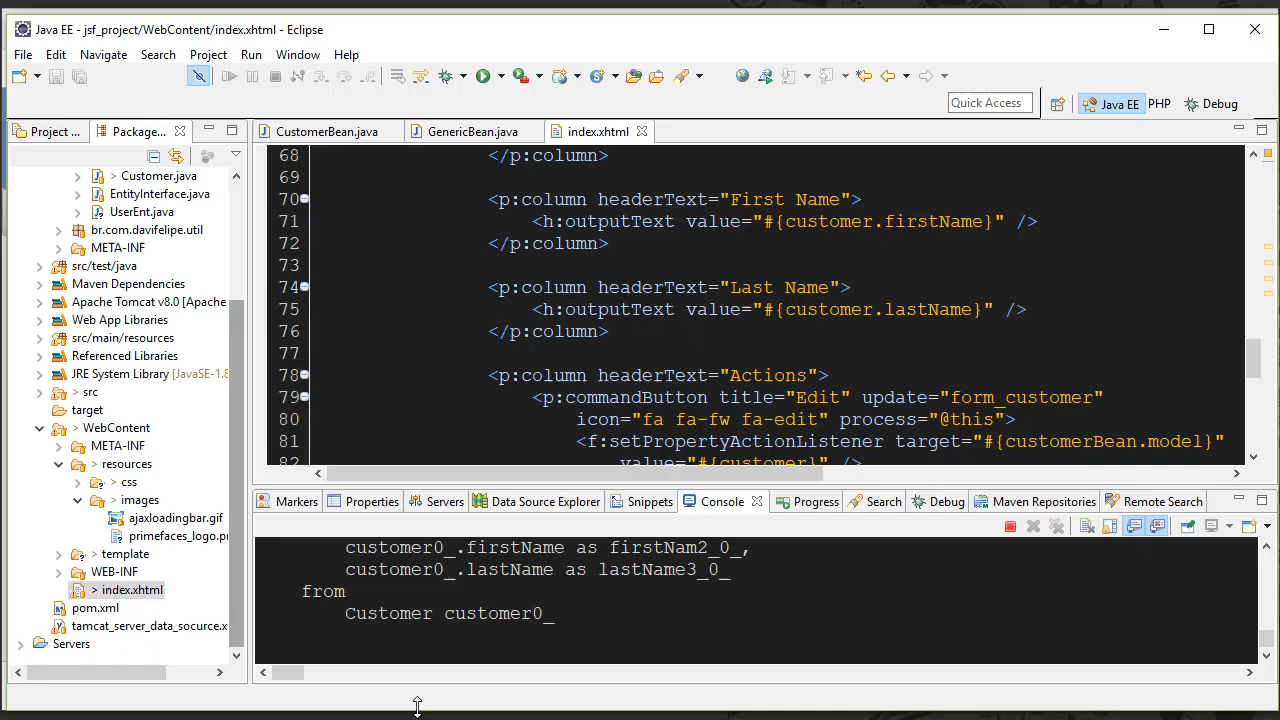 Java EE - jsf_project/WebContent/index.xhtml - Eclipse
File Edit Navigate Search Project Run Window Help
Quick Access Java EE PHP Debug
Project ... Package...
> Customer.java
EntityInterface.java
UserEnt.java
br.com.davifelipe.util
META-INF
src/test/java
Maven Dependencies
Apache Tomcat v8.0 [Apache
Web App Libraries
src/main/resources
Referenced Libraries
JRE System Library [JavaSE-1.8
> src
target
> WebContent
META-INF
> resources
> css
> images
ajaxloadingbar.gif
primefaces_logo.pr
> template
WEB-INF
> index.xhtml
pom.xml
tamcat_server_data_socurce.x
Servers
CustomerBean.java GenericBean.java index.xhtml
68 </p:column>
69
70 <p:column headerText="First Name">
71 <h:outputText value="#{customer.firstName}" />
72 </p:column>
73
74 <p:column headerText="Last Name">
75 <h:outputText value="#{customer.lastName}" />
76 </p:column>
77
78 <p:column headerText="Actions">
79 <p:commandButton title="Edit" update="form_customer"
80 icon="fa fa-fw fa-edit" process="@this">
81 <f:setPropertyActionListener target="#{customerBean.model}"
82 value="#{customer}" />
Markers Properties Servers Data Source Explorer Snippets Console Progress Search Debug Maven Repositories Remote Search
customer0_.firstName as firstNam2_0_,
customer0_.lastName as lastName3_0_
from
Customer customer0_